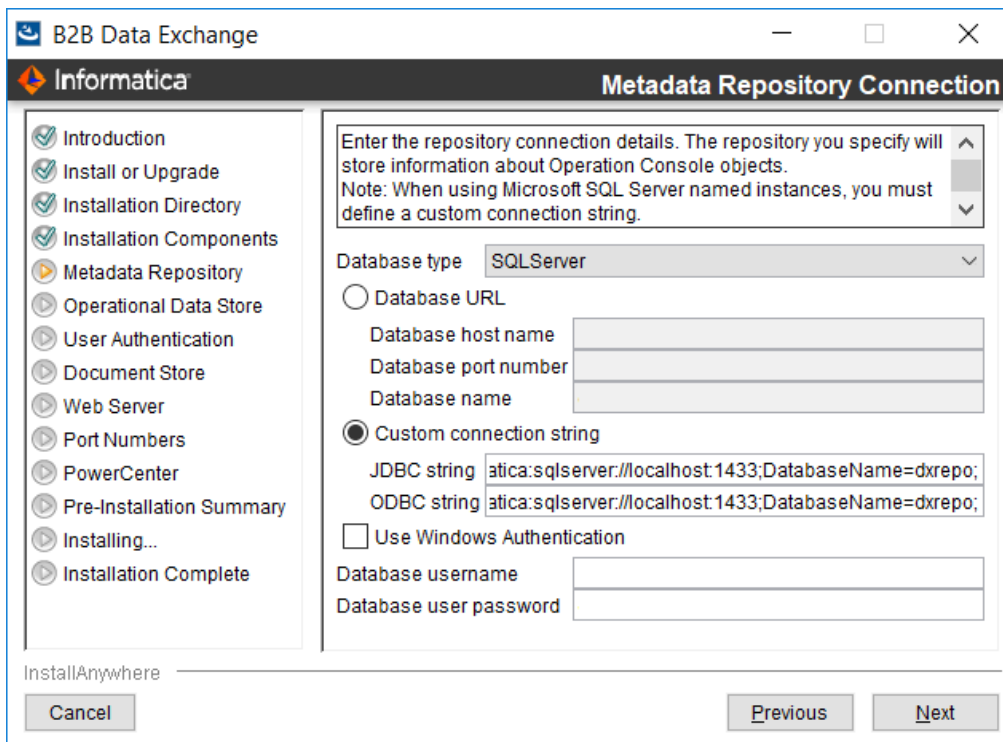 B2B Data Exchange
Informatica
Metadata Repository Connection
Introduction
Install or Upgrade
Installation Directory
Installation Components
Metadata Repository
Operational Data Store
User Authentication
Document Store
Web Server
Port Numbers
PowerCenter
Pre-Installation Summary
Installing...
Installation Complete
Enter the repository connection details. The repository you specify will
store information about Operation Console objects.
Note: When using Microsoft SQL Server named instances, you must
define a custom connection string.
Database type SQLServer
Database URL
Database host name
Database port number
Database name
Custom connection string
JDBC string atica:sqlserver://localhost:1433;DatabaseName=dxrepo;
ODBC string atica:sqlserver://localhost:1433;DatabaseName=dxrepo;
Use Windows Authentication
Database username
Database user password
InstallAnywhere
Cancel
Previous
Next